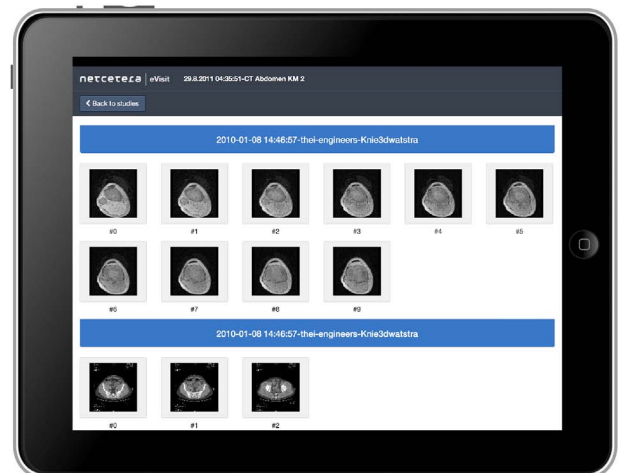 netcetera | eVisit 29.8.2011 04:35:51-CT Abdomen KM 2
Back to studies
2010-01-08 14:46:57-thei-engineers-Knie3dwatstra
#0 #1 #2 #3 #4 #5
#6 #7 #8 #9
2010-01-08 14:46:57-thei-engineers-Knie3dwatstra
#0 #1 #2